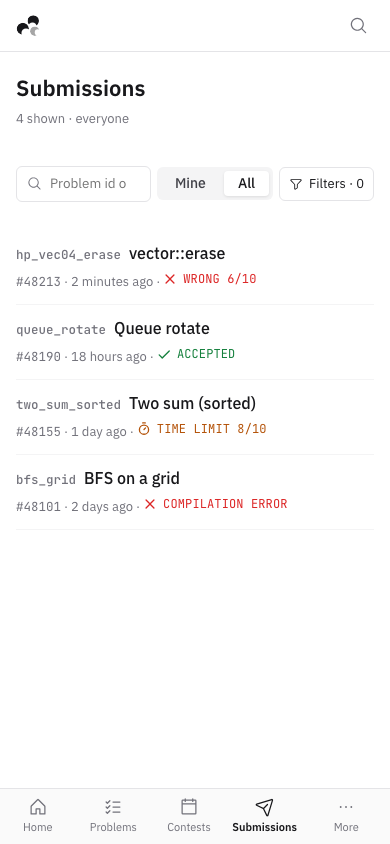 Submissions
4 shown · everyone
Problem id o
Mine
All
Filters · 0
hp_vec04_erase vector::erase
#48213 · 2 minutes ago · WRONG 6/10
queue_rotate Queue rotate
#48190 · 18 hours ago · ACCEPTED
two_sum_sorted Two sum (sorted)
#48155 · 1 day ago · TIME LIMIT 8/10
bfs_grid BFS on a grid
#48101 · 2 days ago · COMPILATION ERROR
Home
Problems
Contests
Submissions
More